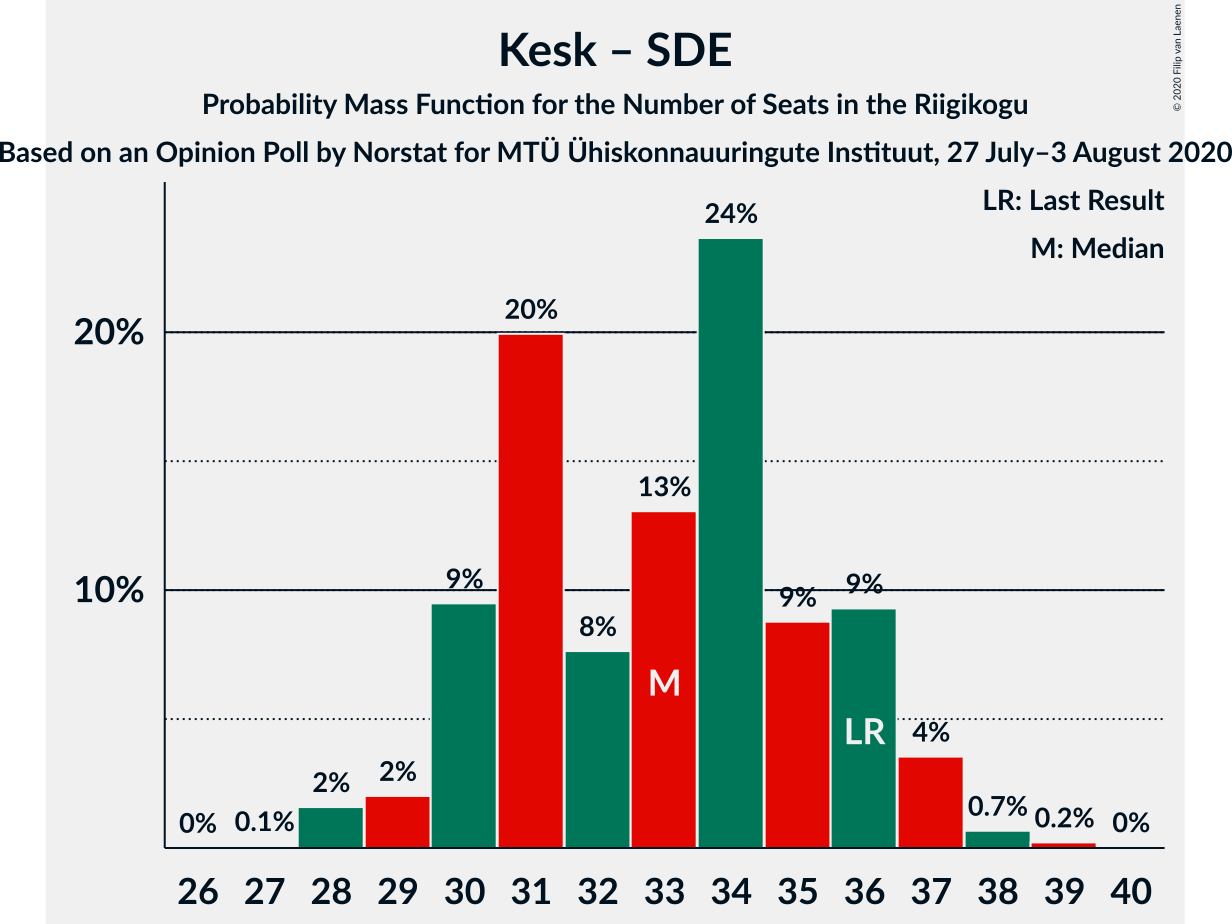 Kesk – SDE
Probability Mass Function for the Number of Seats in the Riigikogu
Based on an Opinion Poll by Norstat for MTÜ Ühiskonnauuringute Instituut, 27 July–3 August 2020
© 2020 Filip van Laenen
LR: Last Result
M: Median
24%
20%
20%
13%
10%
9%
9%
9%
8%
M
LR
4%
2%
2%
0%
0.1%
0.7%
0.2%
0%
26 27 28 29 30 31 32 33 34 35 36 37 38 39 40